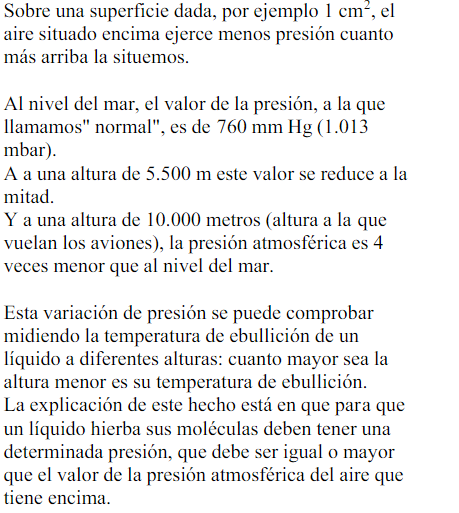 Sobre una superficie dada, por ejemplo 1 cm², el
aire situado encima ejerce menos presión cuanto
más arriba la situemos.
Al nivel del mar, el valor de la presión, a la que
llamamos" normal", es de 760 mm Hg (1.013
mbar).
A a una altura de 5.500 m este valor se reduce a la
mitad.
Y a una altura de 10.000 metros (altura a la que
vuelan los aviones), la presión atmosférica es 4
veces menor que al nivel del mar.
Esta variación de presión se puede comprobar
midiendo la temperatura de ebullición de un
líquido a diferentes alturas: cuanto mayor sea la
altura menor es su temperatura de ebullición.
La explicación de este hecho está en que para que
un líquido hierba sus moléculas deben tener una
determinada presión, que debe ser igual o mayor
que el valor de la presión atmosférica del aire que
tiene encima.